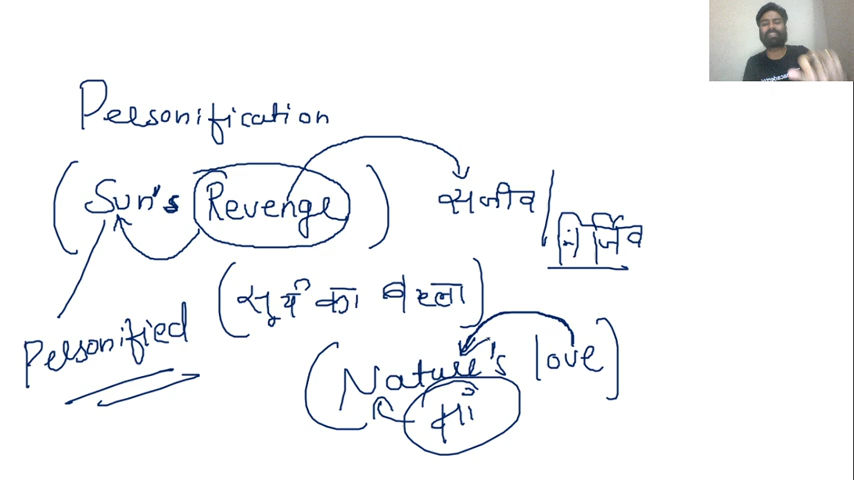 Personification
(Sun's Revenge) सजीव/
निर्जिव
(सूर्य का बदला)
Personified
(Nature's love)
माँ